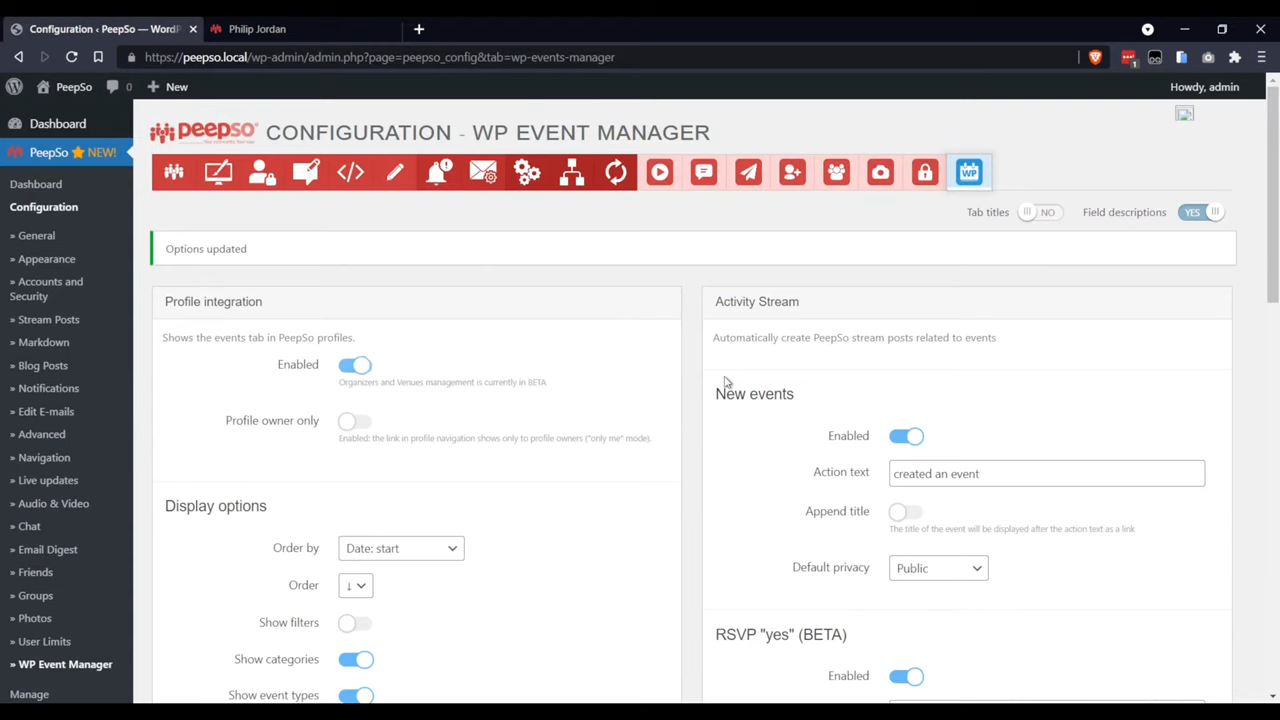 Configuration ‹ PeepSo — WordP
Philip Jordan
https://peepso.local/wp-admin/admin.php?page=peepso_config&tab=wp-events-manager
1
PeepSo
0
New
Howdy, admin
Dashboard
PeepSo NEW!
Dashboard
Configuration
» General
» Appearance
» Accounts and
Security
» Stream Posts
» Markdown
» Blog Posts
» Notifications
» Edit E-mails
» Advanced
» Navigation
» Live updates
» Audio & Video
» Chat
» Email Digest
» Friends
» Groups
» Photos
» User Limits
» WP Event Manager
Manage
peepso CONFIGURATION - WP EVENT MANAGER
WP
Tab titles NO
Field descriptions YES
Options updated
Profile integration
Shows the events tab in PeepSo profiles.
Enabled
Organizers and Venues management is currently in BETA
Profile owner only
Enabled: the link in profile navigation shows only to profile owners ("only me" mode).
Display options
Order by Date: start
Order ↓
Show filters
Show categories
Show event types
Activity Stream
Automatically create PeepSo stream posts related to events
New events
Enabled
Action text created an event
Append title
The title of the event will be displayed after the action text as a link
Default privacy Public
RSVP "yes" (BETA)
Enabled